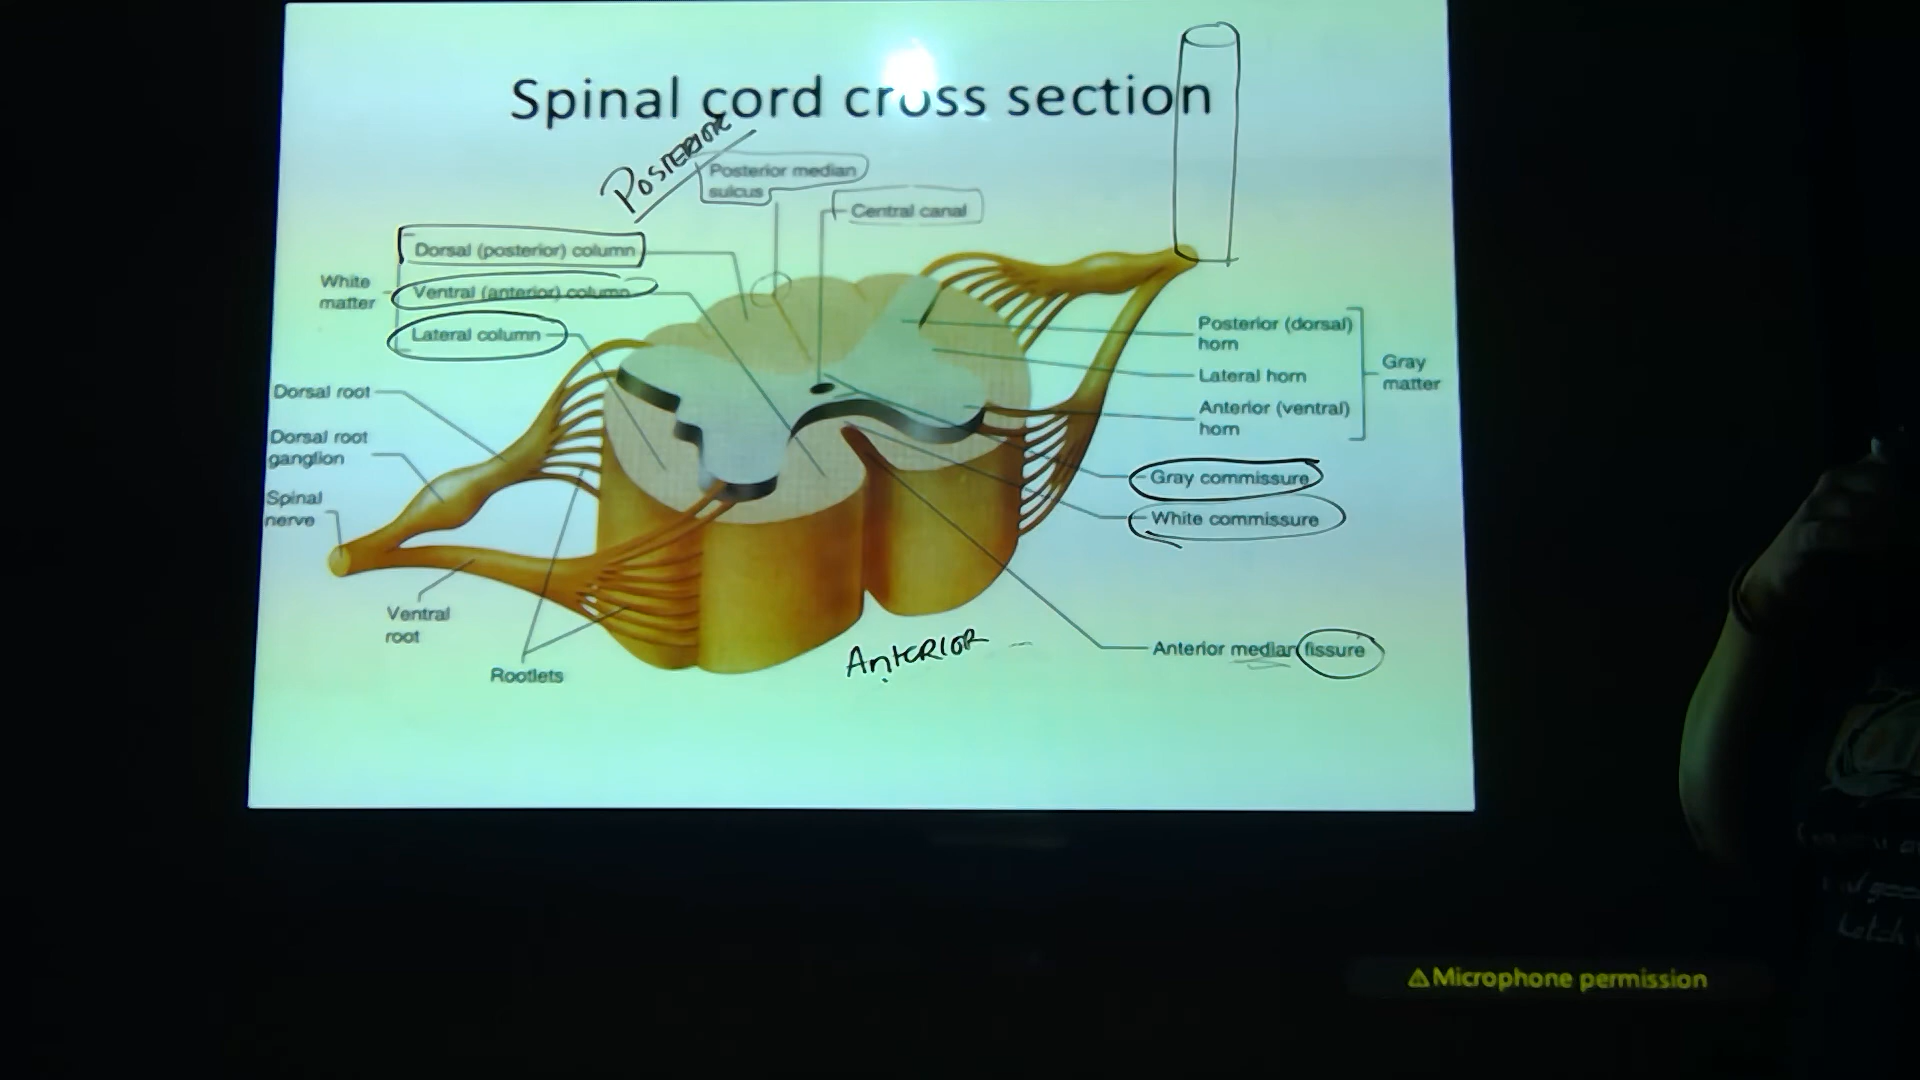 Spinal cord cross section
POSTERIOR
Posterior median
sulcus
Central canal
Dorsal (posterior) column
White
matter
Ventral (anterior) column
Lateral column
Dorsal root
Dorsal root
ganglion
Spinal
nerve
Ventral
root
Rootlets
Posterior (dorsal)
horn
Lateral horn
Gray
matter
Anterior (ventral)
horn
Gray commissure
White commissure
ANTERIOR
Anterior median fissure
⚠Microphone permission